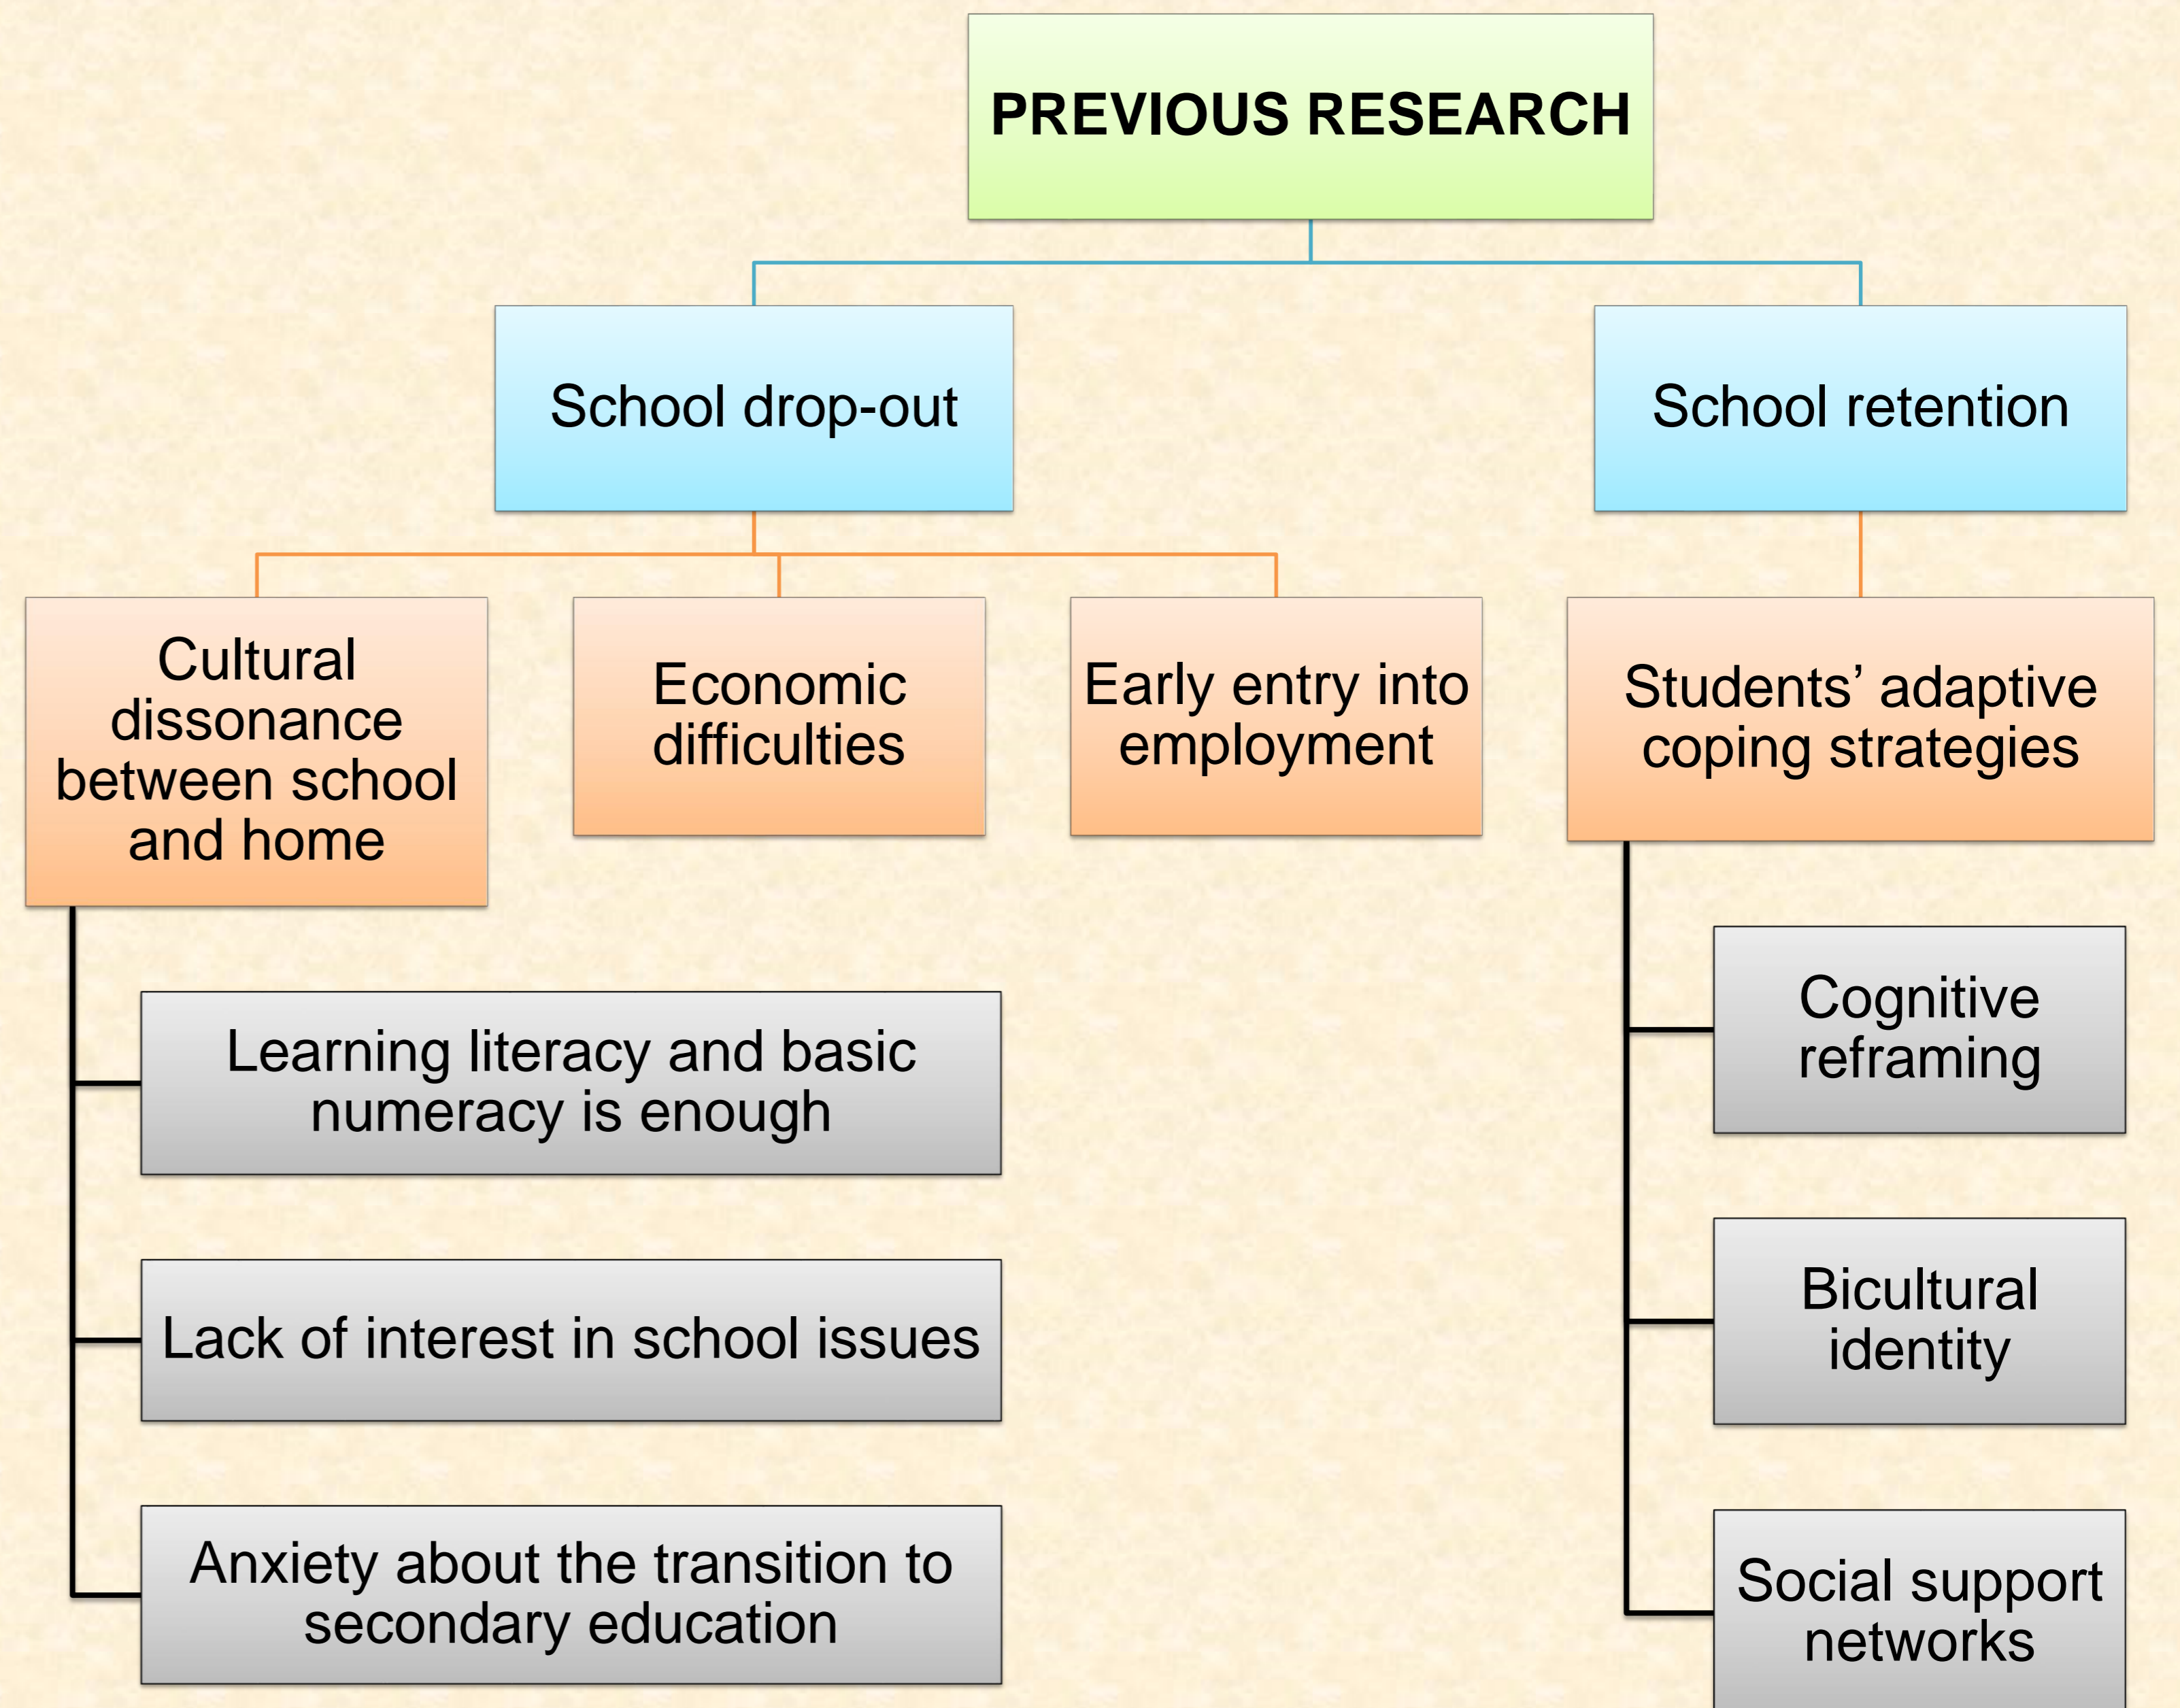 PREVIOUS RESEARCH
School drop-out
School retention
Cultural
dissonance
between school
and home
Economic
difficulties
Early entry into
employment
Students’ adaptive
coping strategies
Learning literacy and basic
numeracy is enough
Lack of interest in school issues
Anxiety about the transition to
secondary education
Cognitive
reframing
Bicultural
identity
Social support
networks